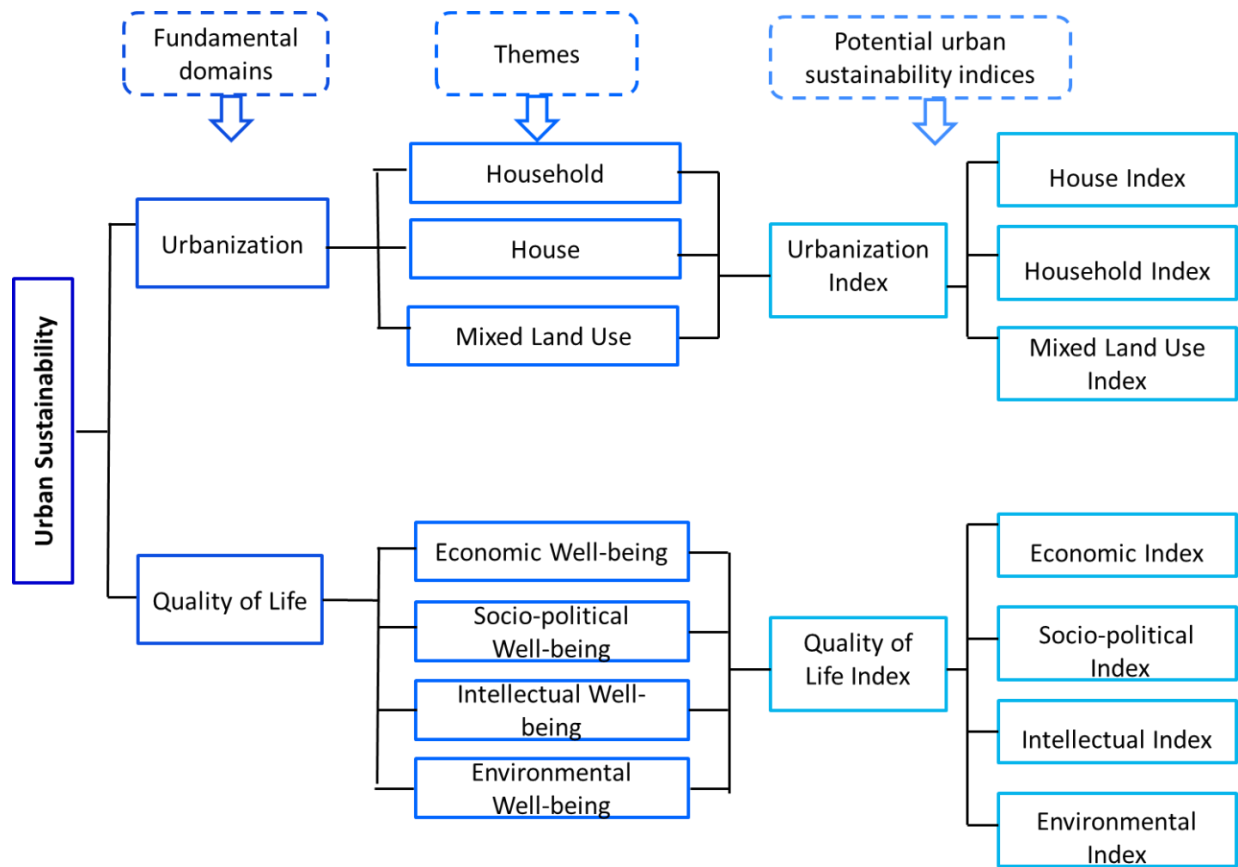 Fundamental
domains
Themes
Potential urban
sustainability indices
Urban Sustainability
Urbanization
Household
House
Mixed Land Use
Urbanization
Index
House Index
Household Index
Mixed Land Use
Index
Quality of Life
Economic Well-being
Socio-political
Well-being
Intellectual Well-
being
Environmental
Well-being
Quality of
Life Index
Economic Index
Socio-political
Index
Intellectual Index
Environmental
Index